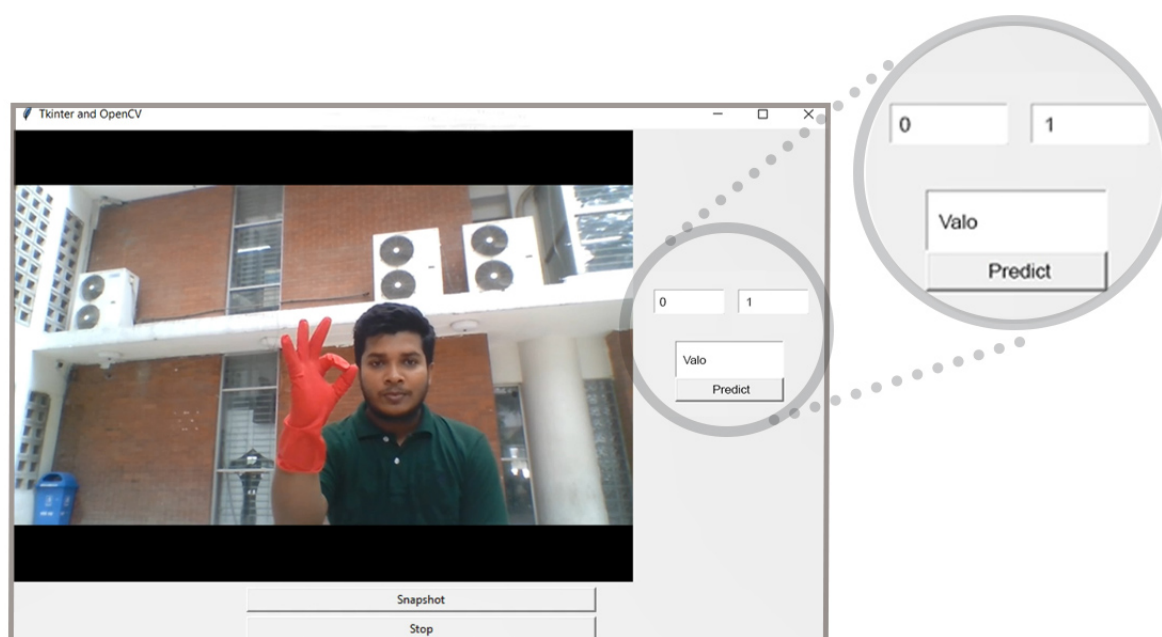 Tkinter and OpenCV
0 1
Valo
Predict
Snapshot
Stop
0 1
Valo
Predict